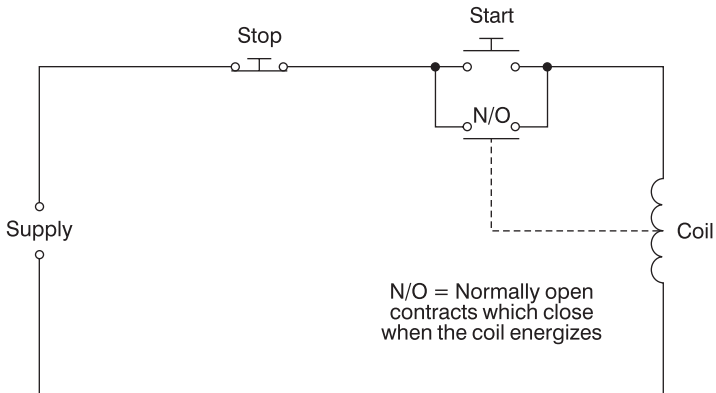 Start
Stop
N/O
Supply
Coil
N/O = Normally open
contracts which close
when the coil energizes